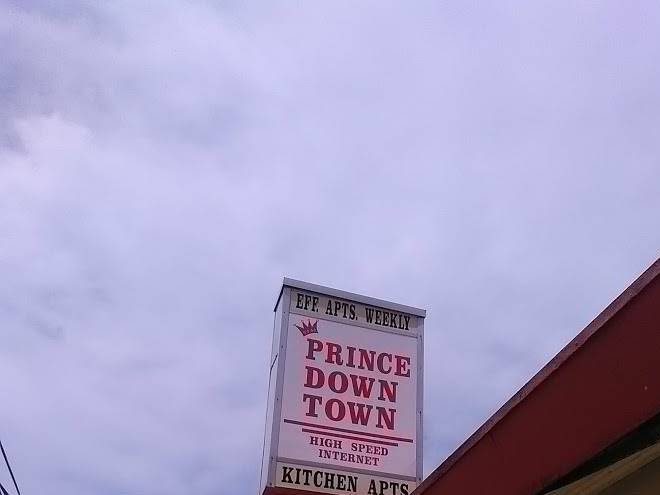 EFF. APTS. WEEKLY
PRINCE
DOWN
TOWN
HIGH SPEED
INTERNET
KITCHEN APTS